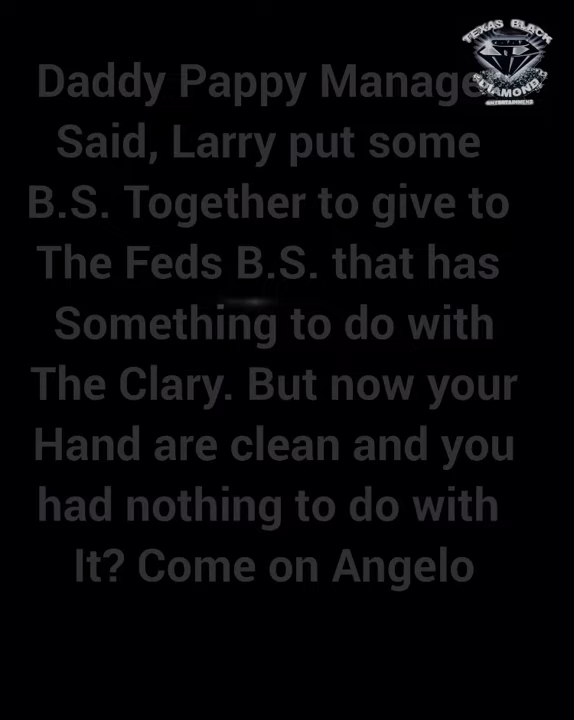 TEXAS BLACK
DIAMOND
ENTERTAINMENT
Daddy Pappy Manage
Said, Larry put some
B.S. Together to give to
The Feds B.S. that has
Something to do with
The Clary. But now your
Hand are clean and you
had nothing to do with
It? Come on Angelo